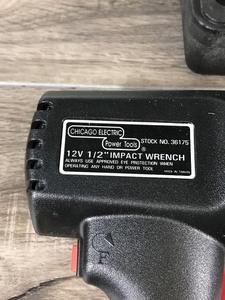 CHICAGO ELECTRIC
Power Tools ®
STOCK NO. 36175
12V 1/2" IMPACT WRENCH
ALWAYS USE APPROVED EYE PROTECTION WHEN
OPERATING ANY HAND OR POWER TOOL
MADE IN TAIWAN
F